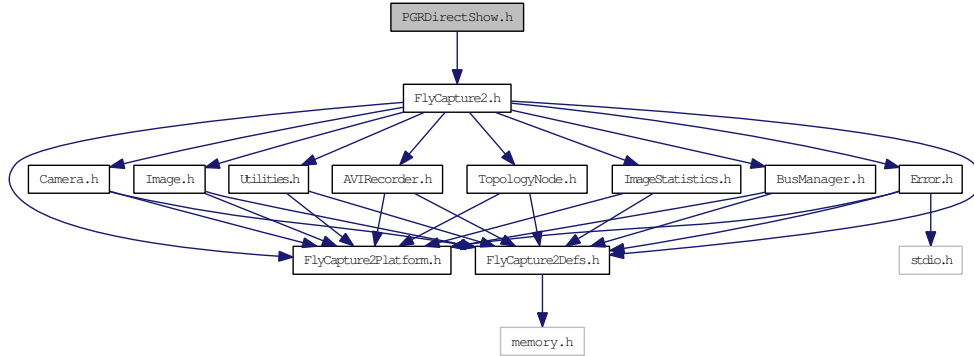 PGRDirectShow.h
FlyCapture2.h
Camera.h
Image.h
Utilities.h
AVIRecorder.h
TopologyNode.h
ImageStatistics.h
BusManager.h
Error.h
FlyCapture2Platform.h
FlyCapture2Defs.h
stdio.h
memory.h